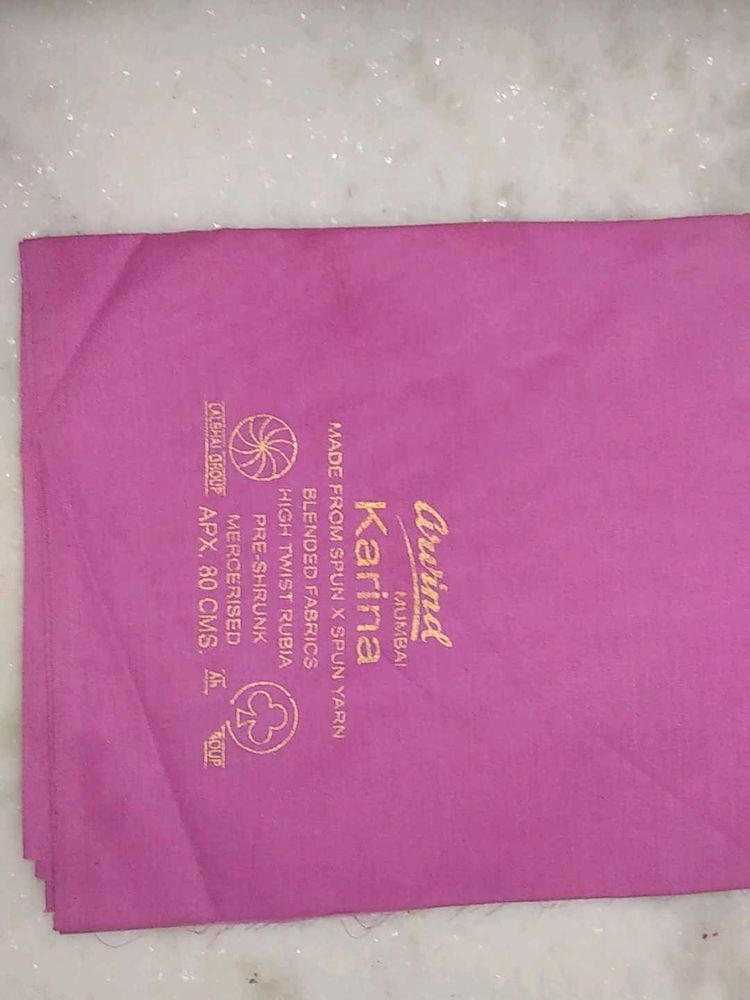 arvind
MUMBAI
Karina
MADE FROM SPUN X SPUN YARN
BLENDED FABRICS
HIGH TWIST RUBIA
PRE-SHRUNK
MERCERISED
LALBHAI GROUP
APX. 80 CMS.